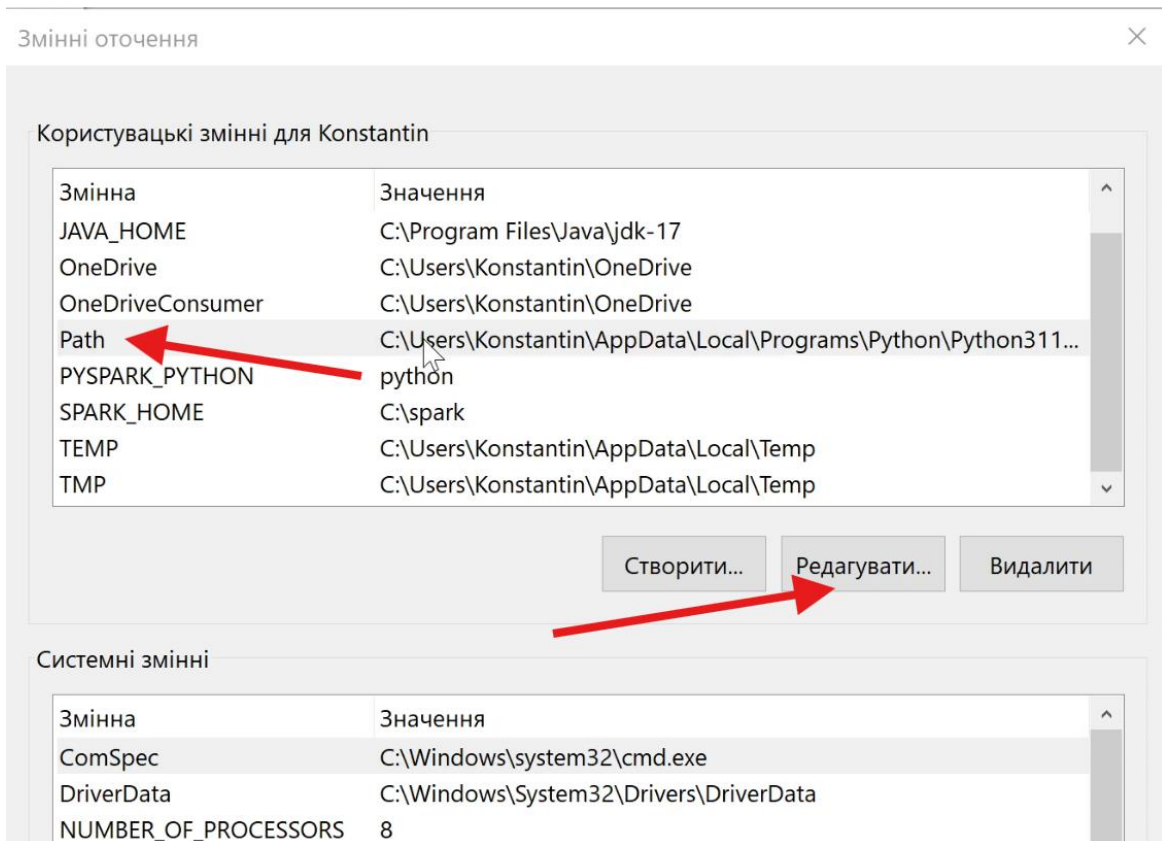 Змінні оточення
Користувацькі змінні для Konstantin
Змінна Значення
JAVA_HOME C:\Program Files\Java\jdk-17
OneDrive C:\Users\Konstantin\OneDrive
OneDriveConsumer C:\Users\Konstantin\OneDrive
Path C:\Users\Konstantin\AppData\Local\Programs\Python\Python311...
PYSPARK_PYTHON python
SPARK_HOME C:\spark
TEMP C:\Users\Konstantin\AppData\Local\Temp
TMP C:\Users\Konstantin\AppData\Local\Temp
Створити... Редагувати... Видалити
Системні змінні
Змінна Значення
ComSpec C:\Windows\system32\cmd.exe
DriverData C:\Windows\System32\Drivers\DriverData
NUMBER_OF_PROCESSORS 8